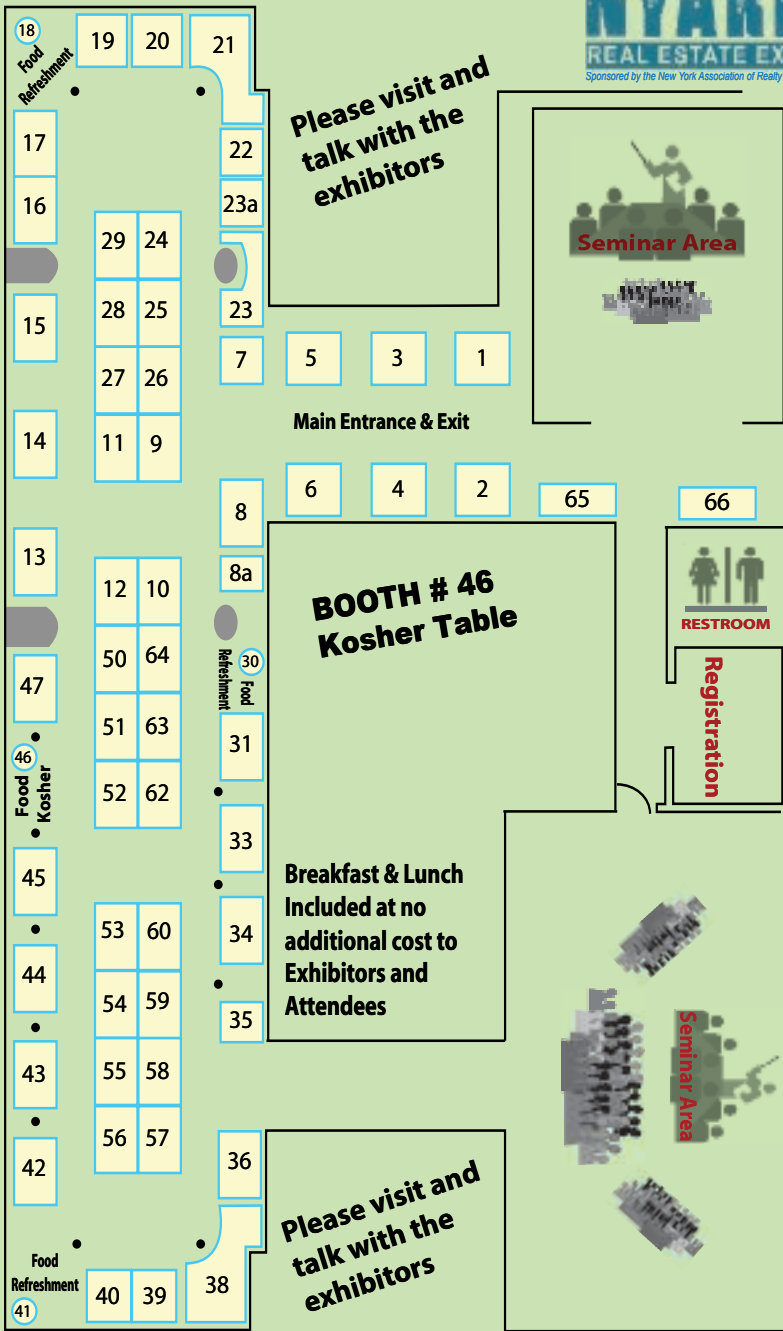 18
Food
Refreshment
19
20
21
REAL ESTATE EX
Sponsored by the New York Association of Realty
Please visit and
talk with the
exhibitors
17
22
16
23a
29
24
Seminar Area
28
25
23
15
27
26
7
5
3
1
11
9
Main Entrance & Exit
14
6
4
2
65
66
8
13
8a
12
10
BOOTH # 46
Kosher Table
RESTROOM
50
64
30
Food
Refreshment
47
Registration
51
63
31
46
Food
Kosher
52
62
33
45
Breakfast & Lunch
Included at no
additional cost to
Exhibitors and
Attendees
53
60
34
44
54
59
35
Seminar Area
43
55
58
56
57
36
42
Please visit and
talk with the
exhibitors
Food
Refreshment
41
40
39
38